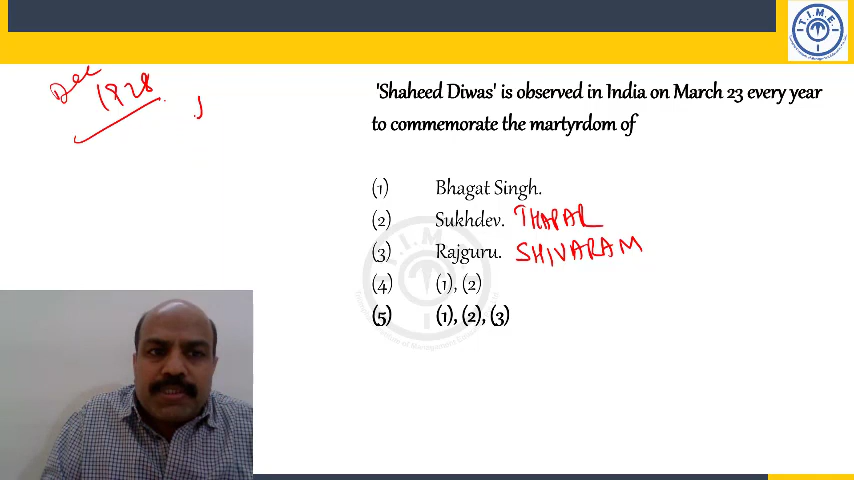 T.I.M.E.
Dec
1928
'Shaheed Diwas' is observed in India on March 23 every year
to commemorate the martyrdom of
(1) Bhagat Singh.
(2) Sukhdev. THAPAR
(3) Rajguru. SHIVARAM
(4) (1), (2)
(5) (1), (2), (3)